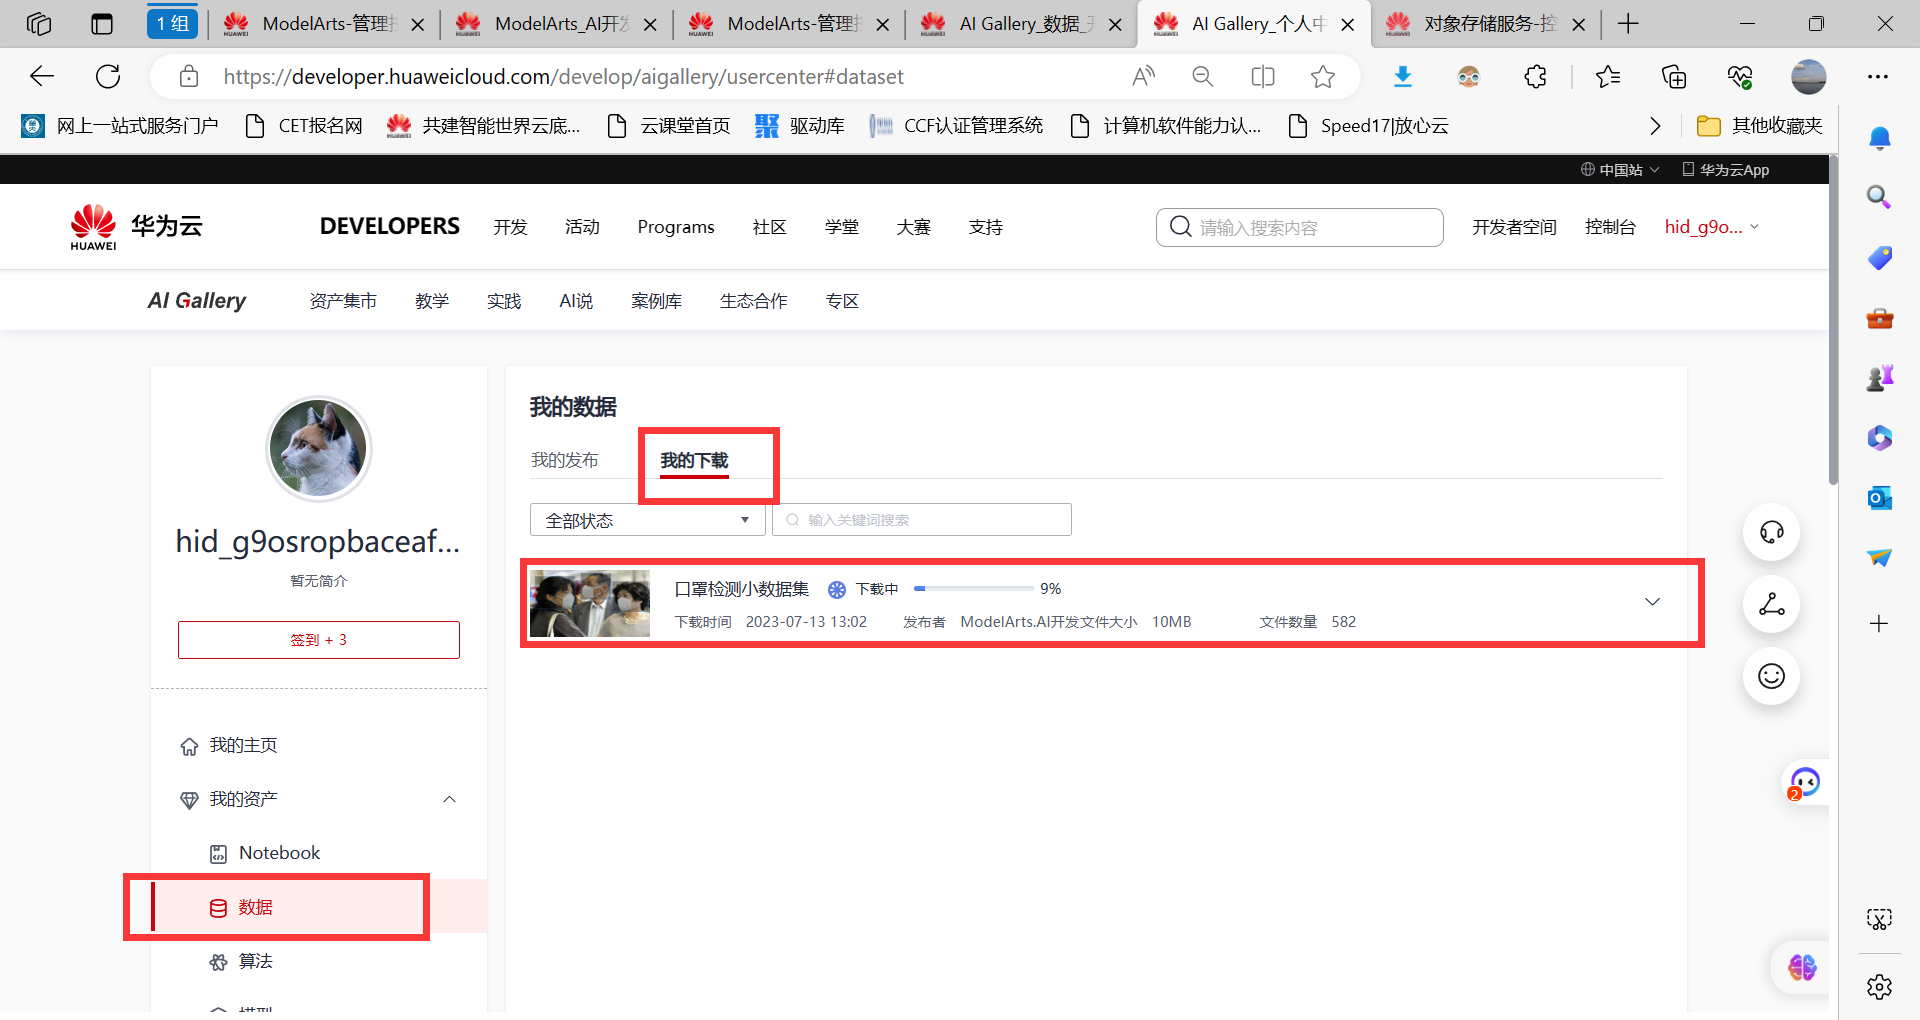 1 组
ModelArts-管理控
ModelArts_AI开发
ModelArts-管理控
AI Gallery_数据_开
AI Gallery_个人中
对象存储服务-控
https://developer.huaweicloud.com/develop/aigallery/usercenter#dataset
网上一站式服务门户
CET报名网
共建智能世界云底...
云课堂首页
驱动库
CCF认证管理系统
计算机软件能力认...
Speed17|放心云
其他收藏夹
中国站
华为云App
HUAWEI
华为云
DEVELOPERS
开发
活动
Programs
社区
学堂
大赛
支持
请输入搜索内容
开发者空间
控制台
hid_g9o...
AI Gallery
资产集市
教学
实践
AI说
案例库
生态合作
专区
hid_g9osropbaceaf...
暂无简介
签到 + 3
我的主页
我的资产
Notebook
数据
算法
模型
我的数据
我的发布
我的下载
全部状态
输入关键词搜索
口罩检测小数据集
下载中
9%
下载时间 2023-07-13 13:02
发布者 ModelArts.AI开发
文件大小 10MB
文件数量 582
2